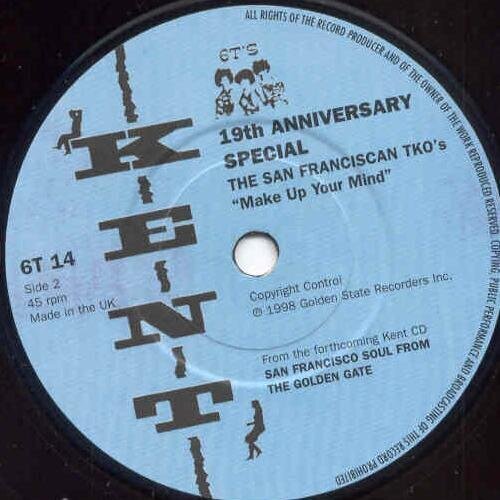 ALL RIGHTS OF THE RECORD PRODUCER AND OF THE OWNER OF THE WORK REPRODUCED RESERVED. COPYING, PUBLIC PERFORMANCE AND BROADCASTING OF THIS RECORD PROHIBITED
6T'S
19th ANNIVERSARY
SPECIAL
THE SAN FRANCISCAN TKO's
"Make Up Your Mind"
KENT
6T 14
Side 2
45 rpm
Made in the UK
Copyright Control
℗ 1998 Golden State Recorders Inc.
From the forthcoming Kent CD
SAN FRANCISCO SOUL FROM
THE GOLDEN GATE